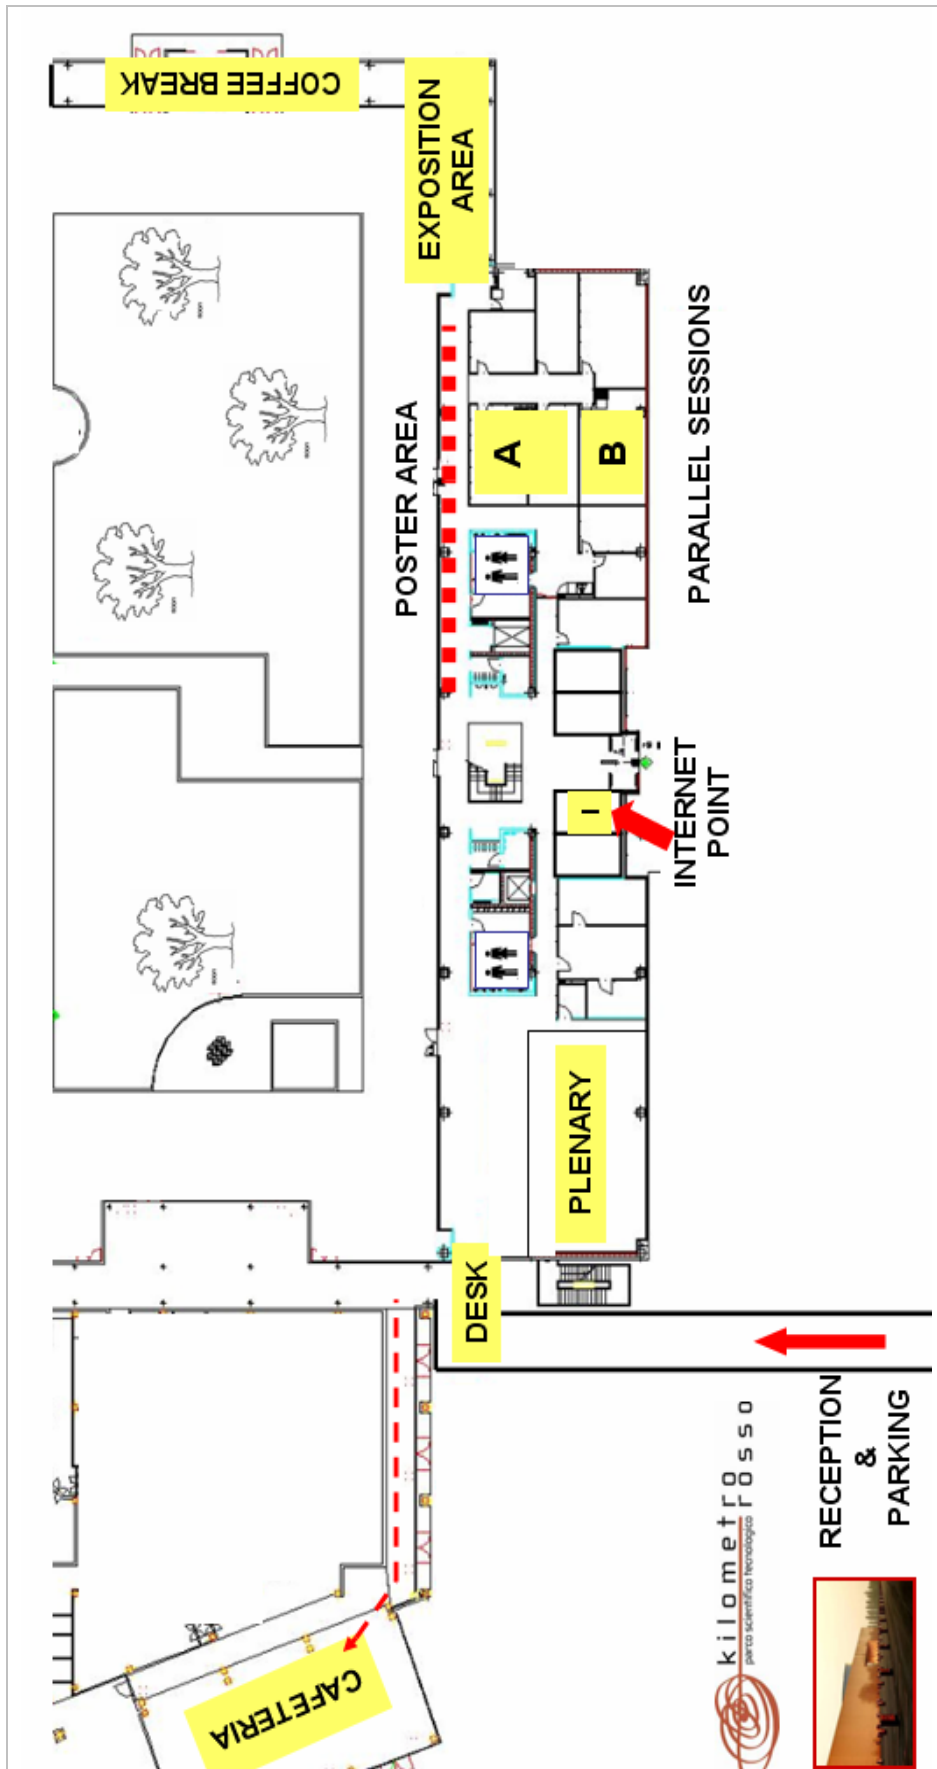 COFFEE BREAK
EXPOSITION
AREA
POSTER AREA
A
B
PARALLEL SESSIONS
I
INTERNET
POINT
PLENARY
DESK
RECEPTION
&
PARKING
CAFETERIA
kilometro
rosso
parco scientifico tecnologico